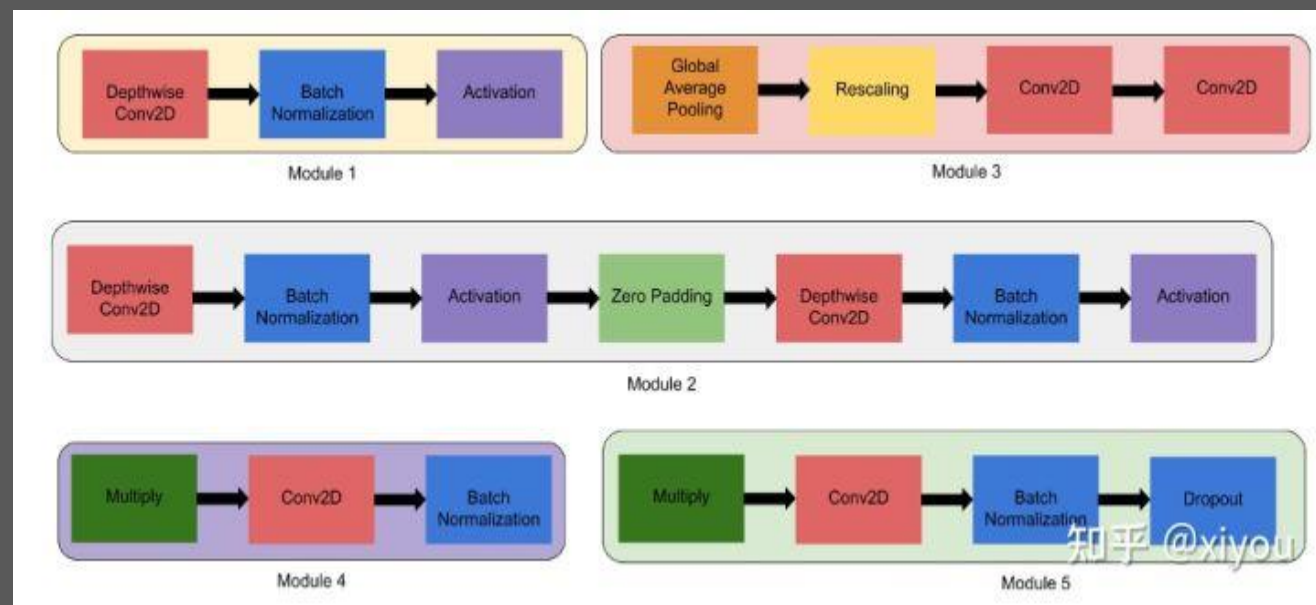 Depthwise
Conv2D
Batch
Normalization
Activation
Module 1
Global
Average
Pooling
Rescaling
Conv2D
Conv2D
Module 3
Depthwise
Conv2D
Batch
Normalization
Activation
Zero Padding
Depthwise
Conv2D
Batch
Normalization
Activation
Module 2
Multiply
Conv2D
Batch
Normalization
Module 4
Multiply
Conv2D
Batch
Normalization
Dropout
Module 5
知乎 @xiyou